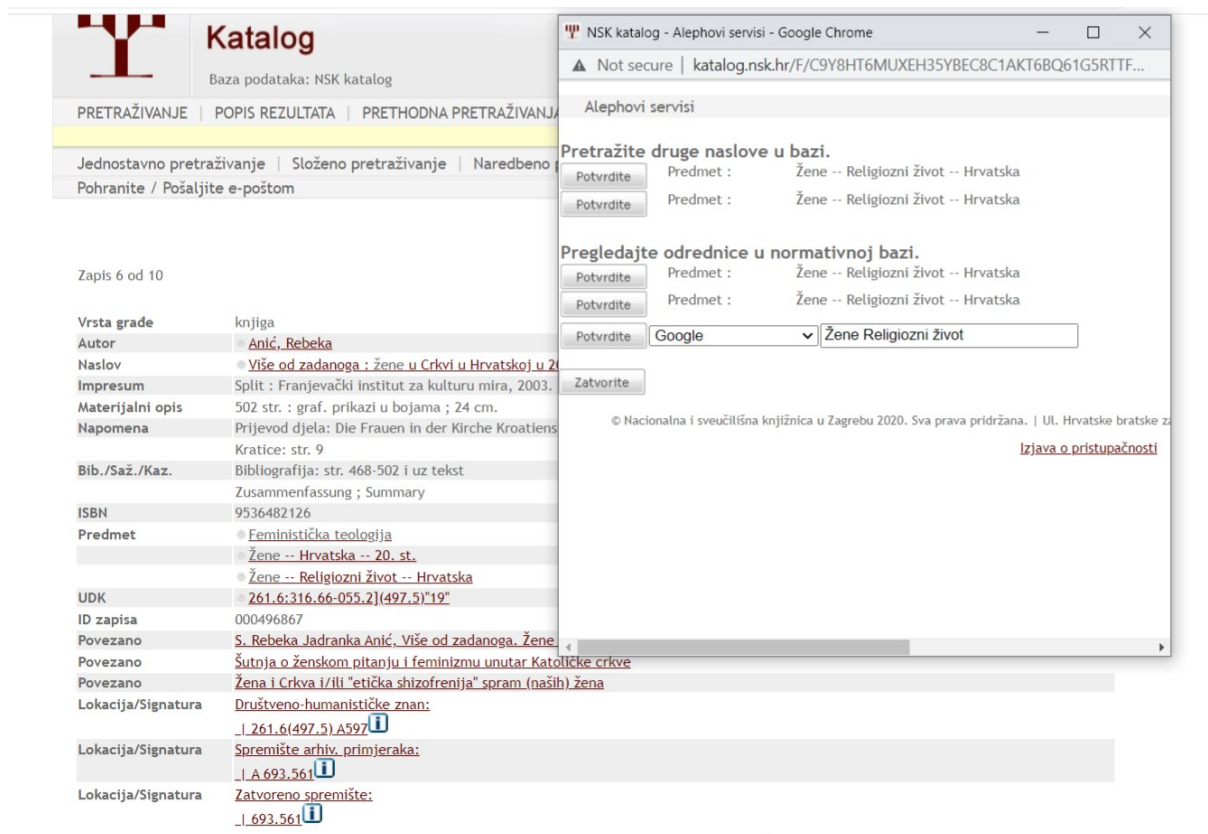 Katalog
Baza podataka: NSK katalog
PRETRAŽIVANJE | POPIS REZULTATA | PRETHODNA PRETRAŽIVANJA
Jednostavno pretraživanje | Složeno pretraživanje | Naredbeno
Pohranite / Pošaljite e-poštom
Zapis 6 od 10
Vrsta građe knjiga
Autor Anić, Rebeka
Naslov Više od zadanoga : žene u Crkvi u Hrvatskoj u
Impresum Split : Franjevački institut za kulturu mira, 2003.
Materijalni opis 502 str. : graf. prikazi u bojama ; 24 cm.
Napomena Prijevod djela: Die Frauen in der Kirche Kroatiens
Kratice: str. 9
Bib./Saž./Kaz. Bibliografija: str. 468-502 i uz tekst
Zusammenfassung ; Summary
ISBN 9536482126
Predmet Feministička teologija
Žene -- Hrvatska -- 20. st.
Žene -- Religiozni život -- Hrvatska
UDK 261.6:316.66-055.2](497.5)"19"
ID zapisa 000496867
Povezano S. Rebeka Jadranka Anić, Više od zadanoga. Žene
Povezano Šutnja o ženskom pitanju i feminizmu unutar Katoličke crkve
Povezano Žena i Crkva i/ili "etička shizofrenija" spram (naših) žena
Lokacija/Signatura Društveno-humanističke znan:
| 261.6(497.5) A597
Lokacija/Signatura Spremište arhiv. primjeraka:
| A 693.561
Lokacija/Signatura Zatvoreno spremište:
| 693.561
NSK katalog - Alephovi servisi - Google Chrome
Not secure | katalog.nsk.hr/F/C9Y8HT6MUXEH35YBEC8C1AKT6BQ61G5RTTF...
Alephovi servisi
Pretražite druge naslove u bazi.
Potvrdite Predmet : Žene -- Religiozni život -- Hrvatska
Potvrdite Predmet : Žene -- Religiozni život -- Hrvatska
Pregledajte odrednice u normativnoj bazi.
Potvrdite Predmet : Žene -- Religiozni život -- Hrvatska
Potvrdite Predmet : Žene -- Religiozni život -- Hrvatska
Potvrdite Google Žene Religiozni život
Zatvorite
© Nacionalna i sveučilišna knjižnica u Zagrebu 2020. Sva prava pridržana. | Ul. Hrvatske bratske
Izjava o pristupačnosti